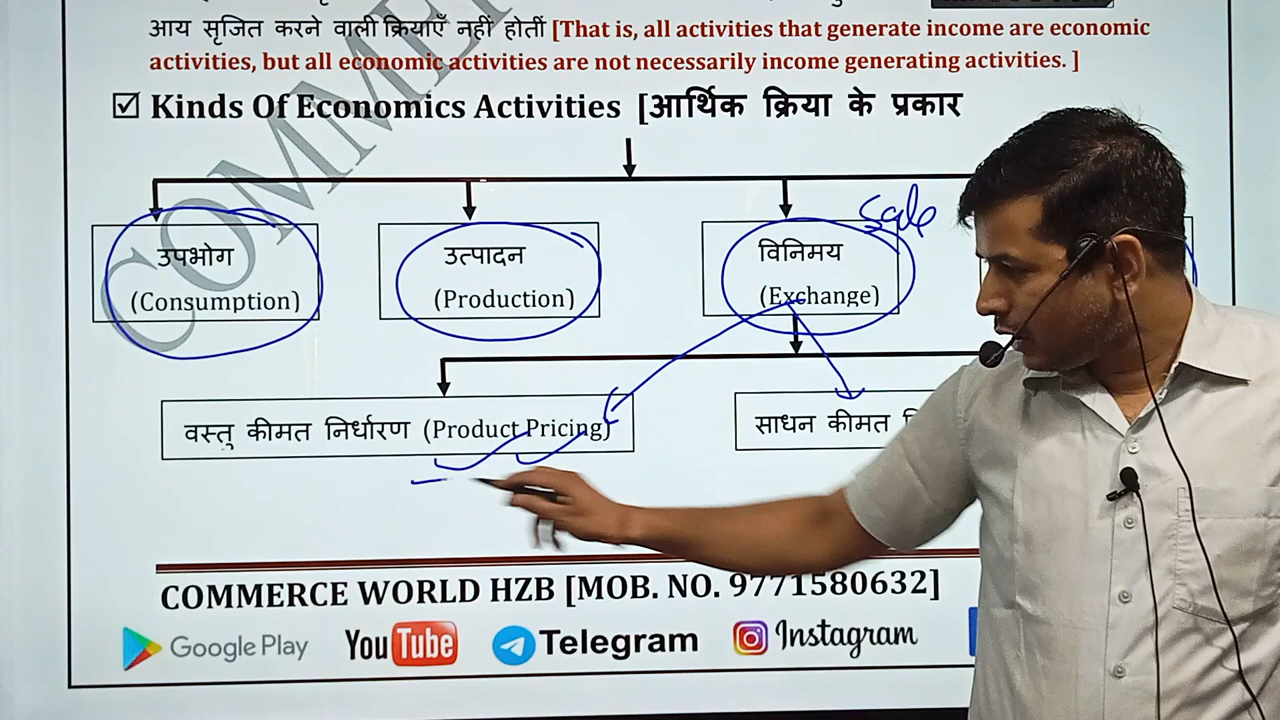 आय सृजित करने वाली क्रियाएँ नहीं होतीं [That is, all activities that generate income are economic
activities, but all economic activities are not necessarily income generating activities. ]
Kinds Of Economics Activities [आर्थिक क्रिया के प्रकार
Sale
उपभोग
(Consumption)
उत्पादन
(Production)
विनिमय
(Exchange)
वस्तु कीमत निर्धारण (Product Pricing)
साधन कीमत
COMMERCE WORLD HZB [MOB. NO. 9771580632]
Google Play YouTube Telegram Instagram